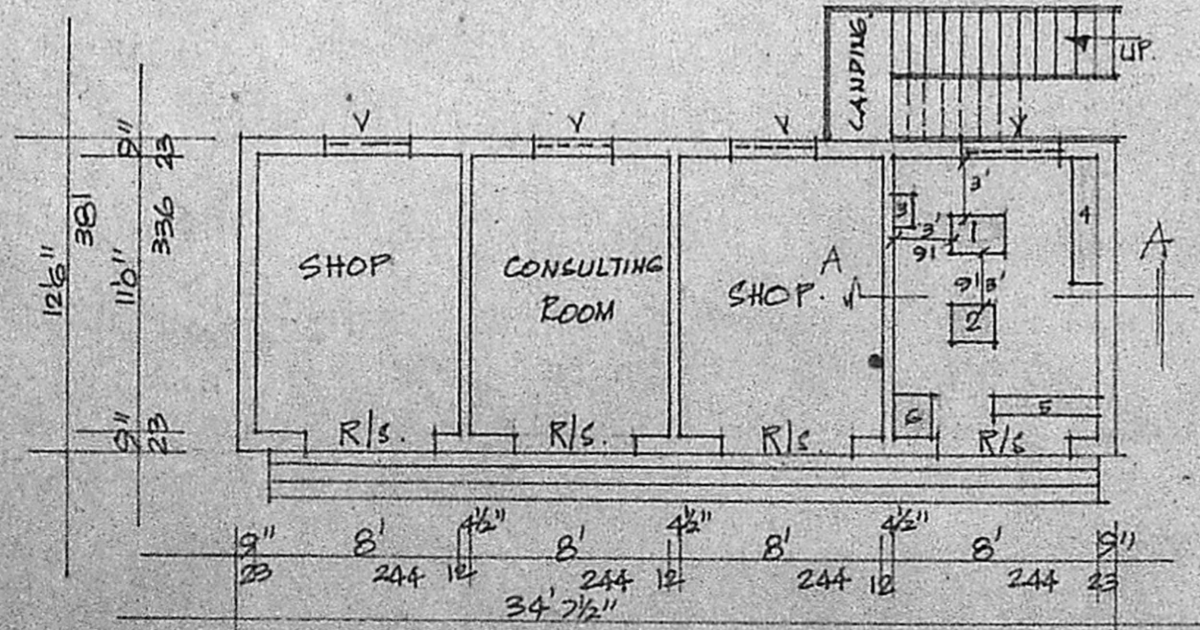 LANDING.
UP.
V
V
V
V
9"
23
3'
4
3
1
3'
91
381
336
12'6"
11'0"
SHOP
CONSULTING
ROOM
SHOP.
A
A
91
3'
2
6
5
9"
23
R/S.
R/S.
R/S.
R/S
9"
8'
4½"
8'
4½"
8'
4½"
8'
9"
23
244
12
244
12
244
12
244
23
34' 7½"